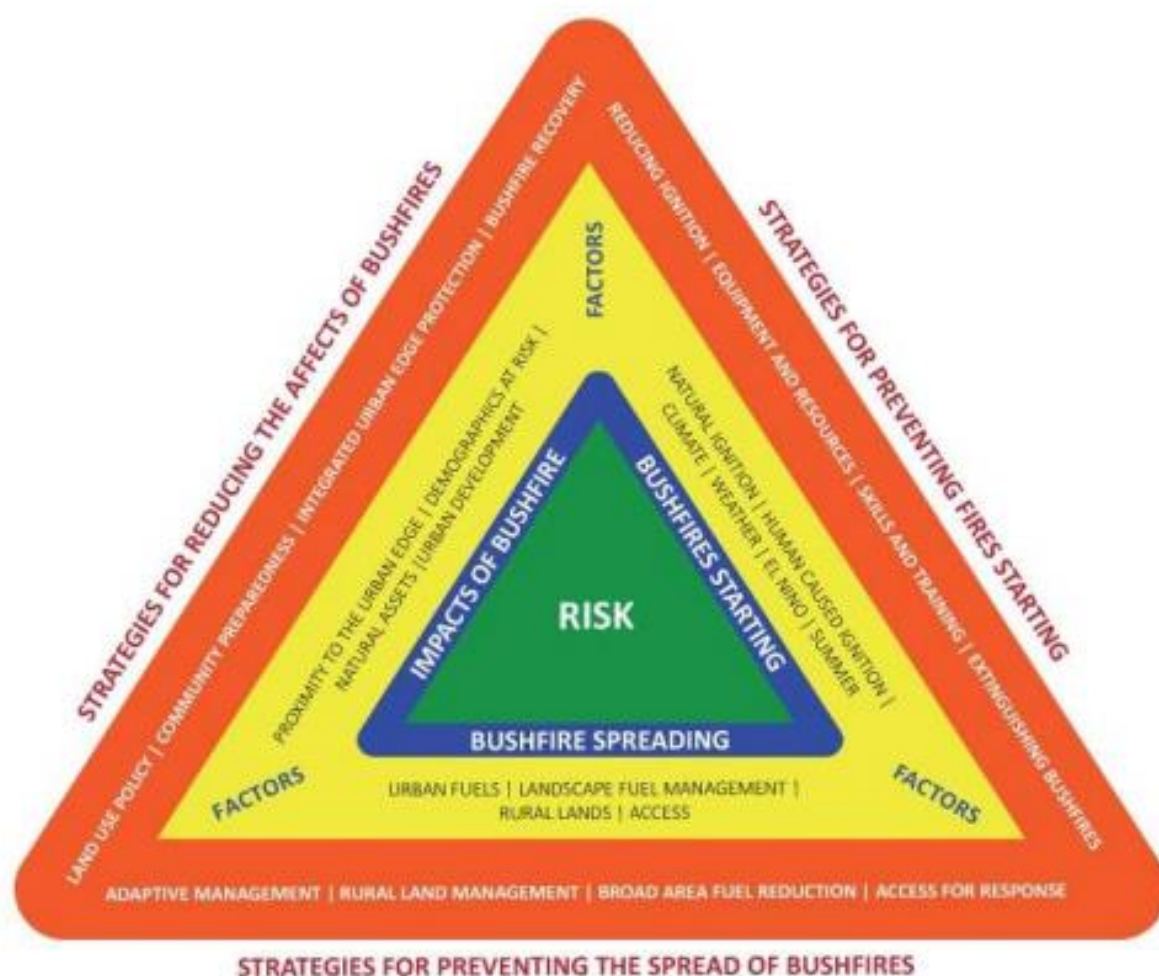 STRATEGIES FOR REDUCING THE AFFECTS OF BUSHFIRES
LAND USE POLICY | COMMUNITY PREPAREDNESS | INTEGRATED URBAN EDGE PROTECTION | BUSHFIRE RECOVERY
STRATEGIES FOR PREVENTING FIRES STARTING
REDUCING IGNITION | EQUIPMENT AND RESOURCES | SKILLS AND TRAINING | EXTINGUISHING BUSHFIRES
FACTORS
PROXIMITY TO THE URBAN EDGE | DEMOGRAPHICS AT RISK |
NATURAL ASSETS |URBAN DEVELOPMENT
NATURAL IGNITION | HUMAN CAUSED IGNITION |
CLIMATE | WEATHER | EL NINO | SUMMER
IMPACTS OF BUSHFIRE
BUSHFIRES STARTING
RISK
BUSHFIRE SPREADING
FACTORS
FACTORS
URBAN FUELS | LANDSCAPE FUEL MANAGEMENT |
RURAL LANDS | ACCESS
ADAPTIVE MANAGEMENT | RURAL LAND MANAGEMENT | BROAD AREA FUEL REDUCTION | ACCESS FOR RESPONSE
STRATEGIES FOR PREVENTING THE SPREAD OF BUSHFIRES